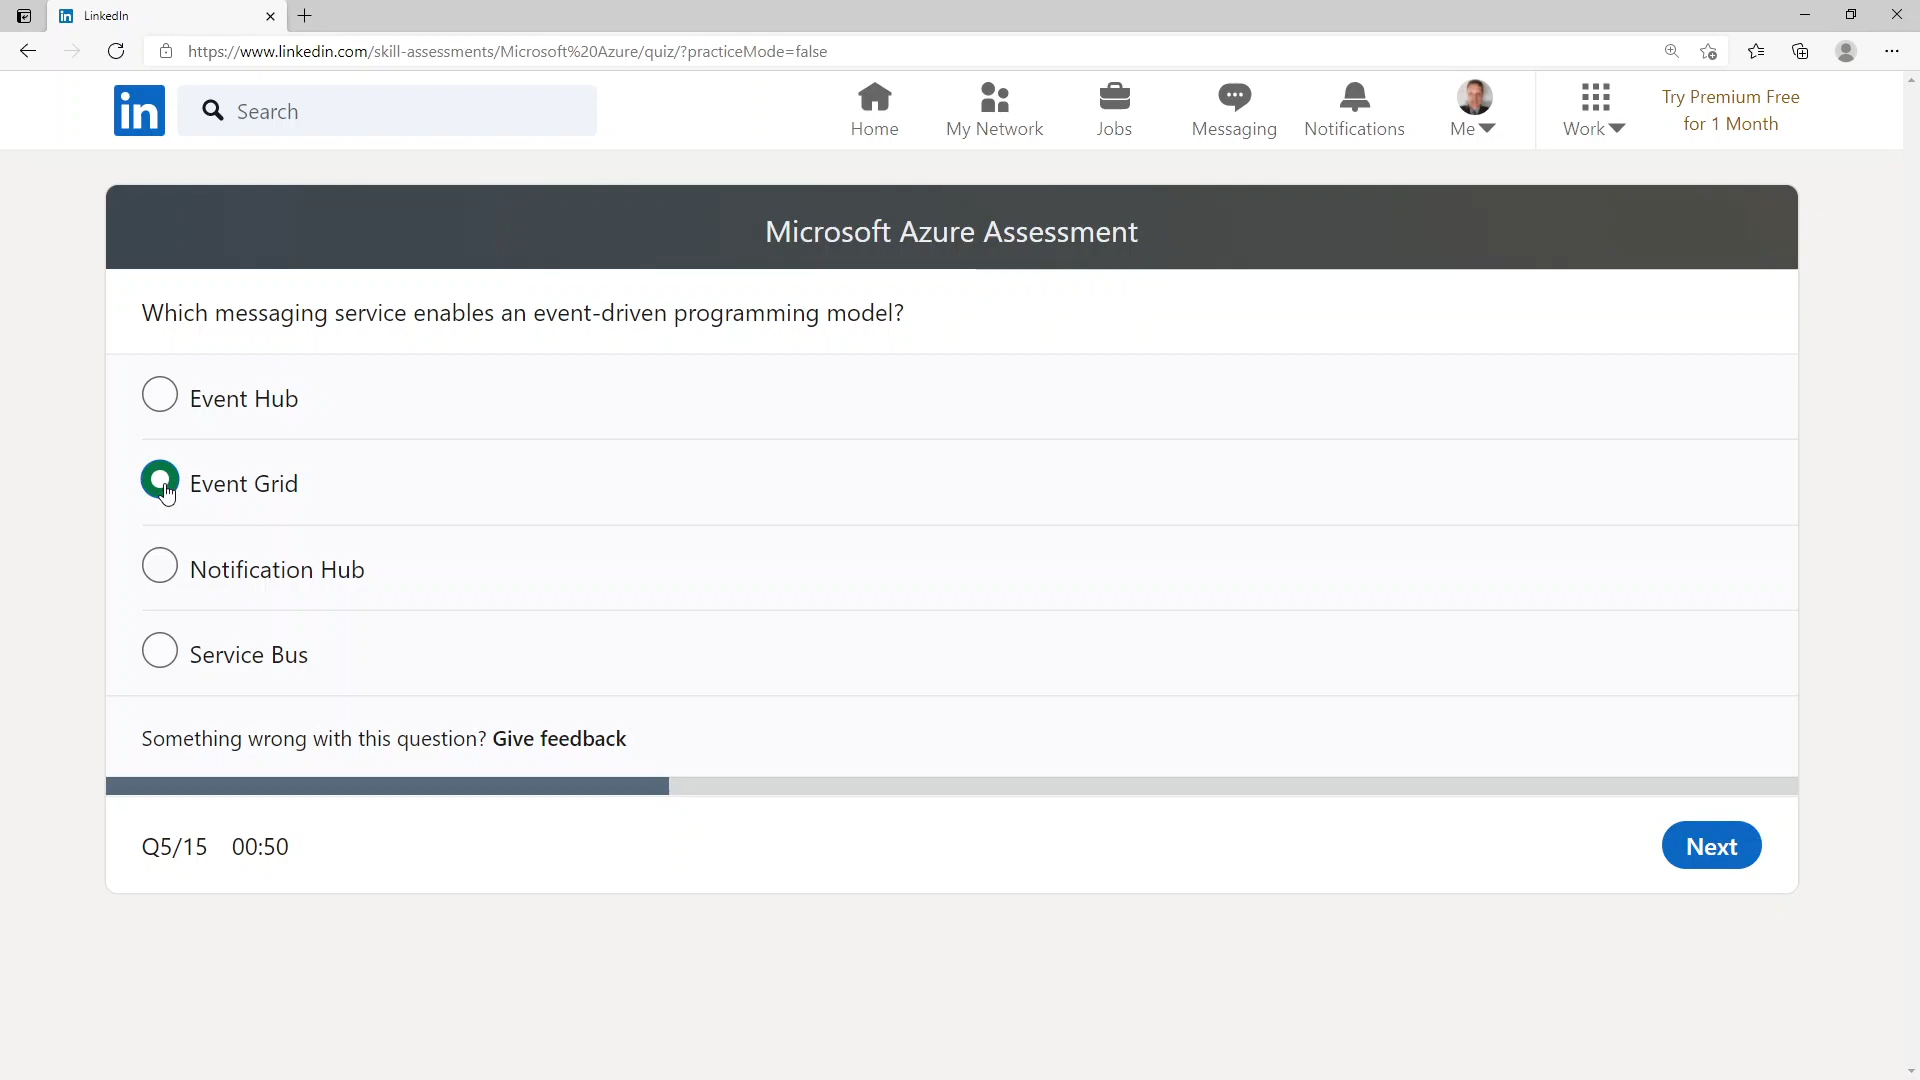 LinkedIn
https://www.linkedin.com/skill-assessments/Microsoft%20Azure/quiz/?practiceMode=false
in
Search
Home
My Network
Jobs
Messaging
Notifications
Me
Work
Try Premium Free
for 1 Month
Microsoft Azure Assessment
Which messaging service enables an event-driven programming model?
Event Hub
Event Grid
Notification Hub
Service Bus
Something wrong with this question? Give feedback
Q5/15 00:50
Next